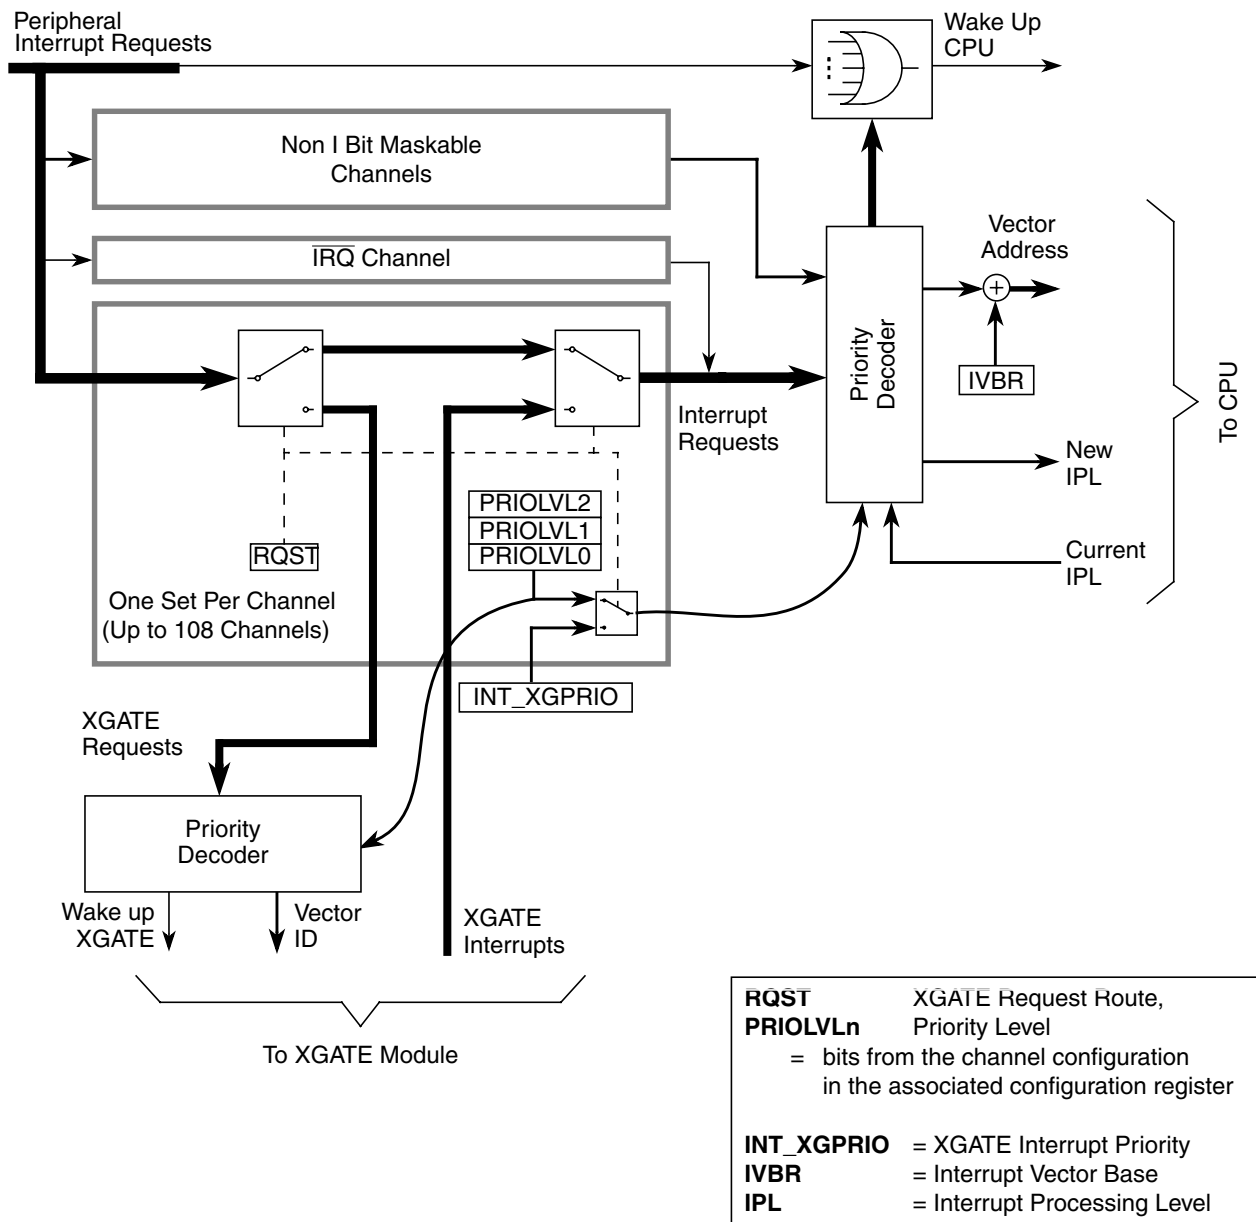 Peripheral
Interrupt Requests
Wake Up
CPU
Non I Bit Maskable
Channels
IRQ Channel
Vector
Address
Priority
Decoder
IVBR
To CPU
Interrupt
Requests
New
IPL
PRIOLVL2
PRIOLVL1
PRIOLVL0
RQST
Current
IPL
One Set Per Channel
(Up to 108 Channels)
INT_XGPRIO
XGATE
Requests
Priority
Decoder
Wake up
XGATE
Vector
ID
XGATE
Interrupts
To XGATE Module
RQST XGATE Request Route,
PRIOLVLn Priority Level
= bits from the channel configuration
in the associated configuration register
INT_XGPRIO = XGATE Interrupt Priority
IVBR = Interrupt Vector Base
IPL = Interrupt Processing Level